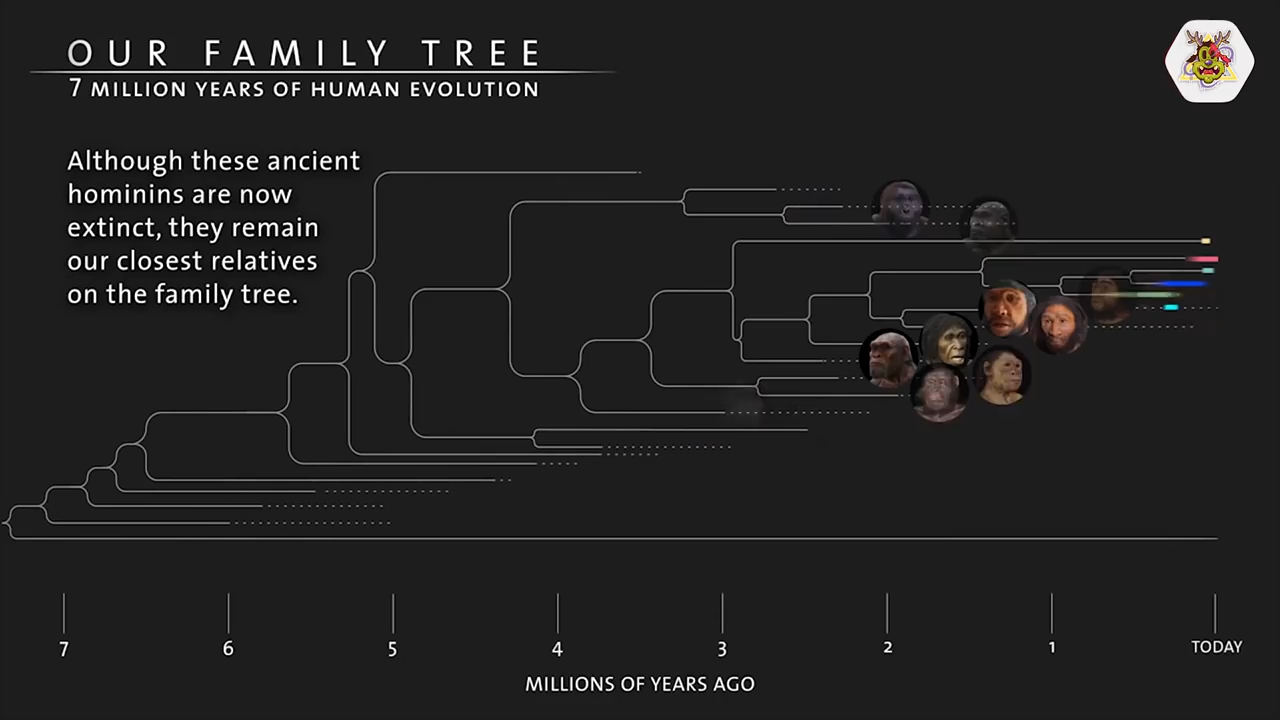 OUR FAMILY TREE
7 MILLION YEARS OF HUMAN EVOLUTION
Although these ancient
hominins are now
extinct, they remain
our closest relatives
on the family tree.
7 6 5 4 3 2 1 TODAY
MILLIONS OF YEARS AGO